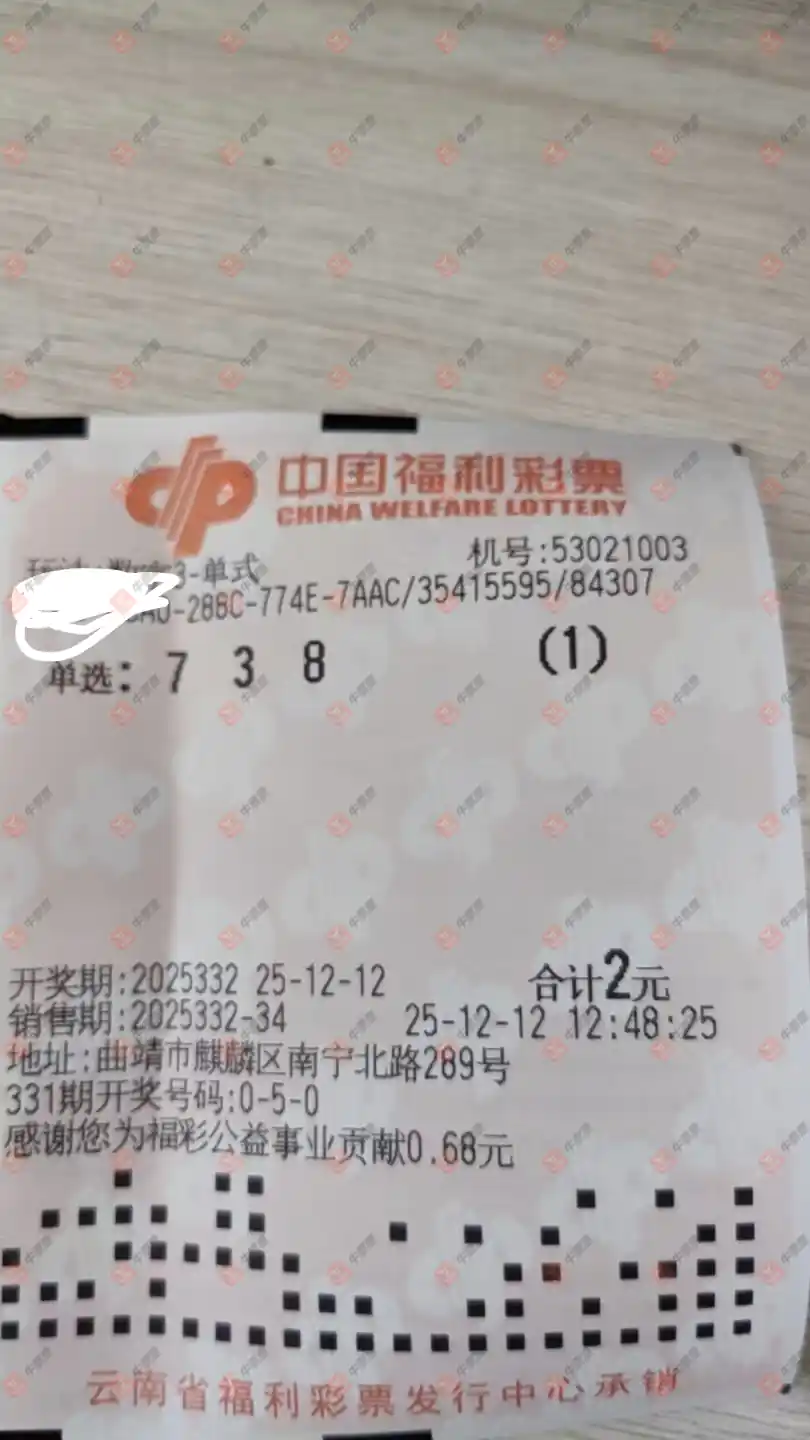 中国福利彩票
CHINA WELFARE LOTTERY
机号:53021003
3-单式
-288C-774E-7AAC/35415595/84307
单选: 7 3 8 (1)
开奖期:2025332 25-12-12 合计2元
销售期:2025332-34 25-12-12 12:48:25
地址:曲靖市麒麟区南宁北路289号
331期开奖号码:0-5-0
感谢您为福彩公益事业贡献0.68元
云南省福利彩票发行中心承销